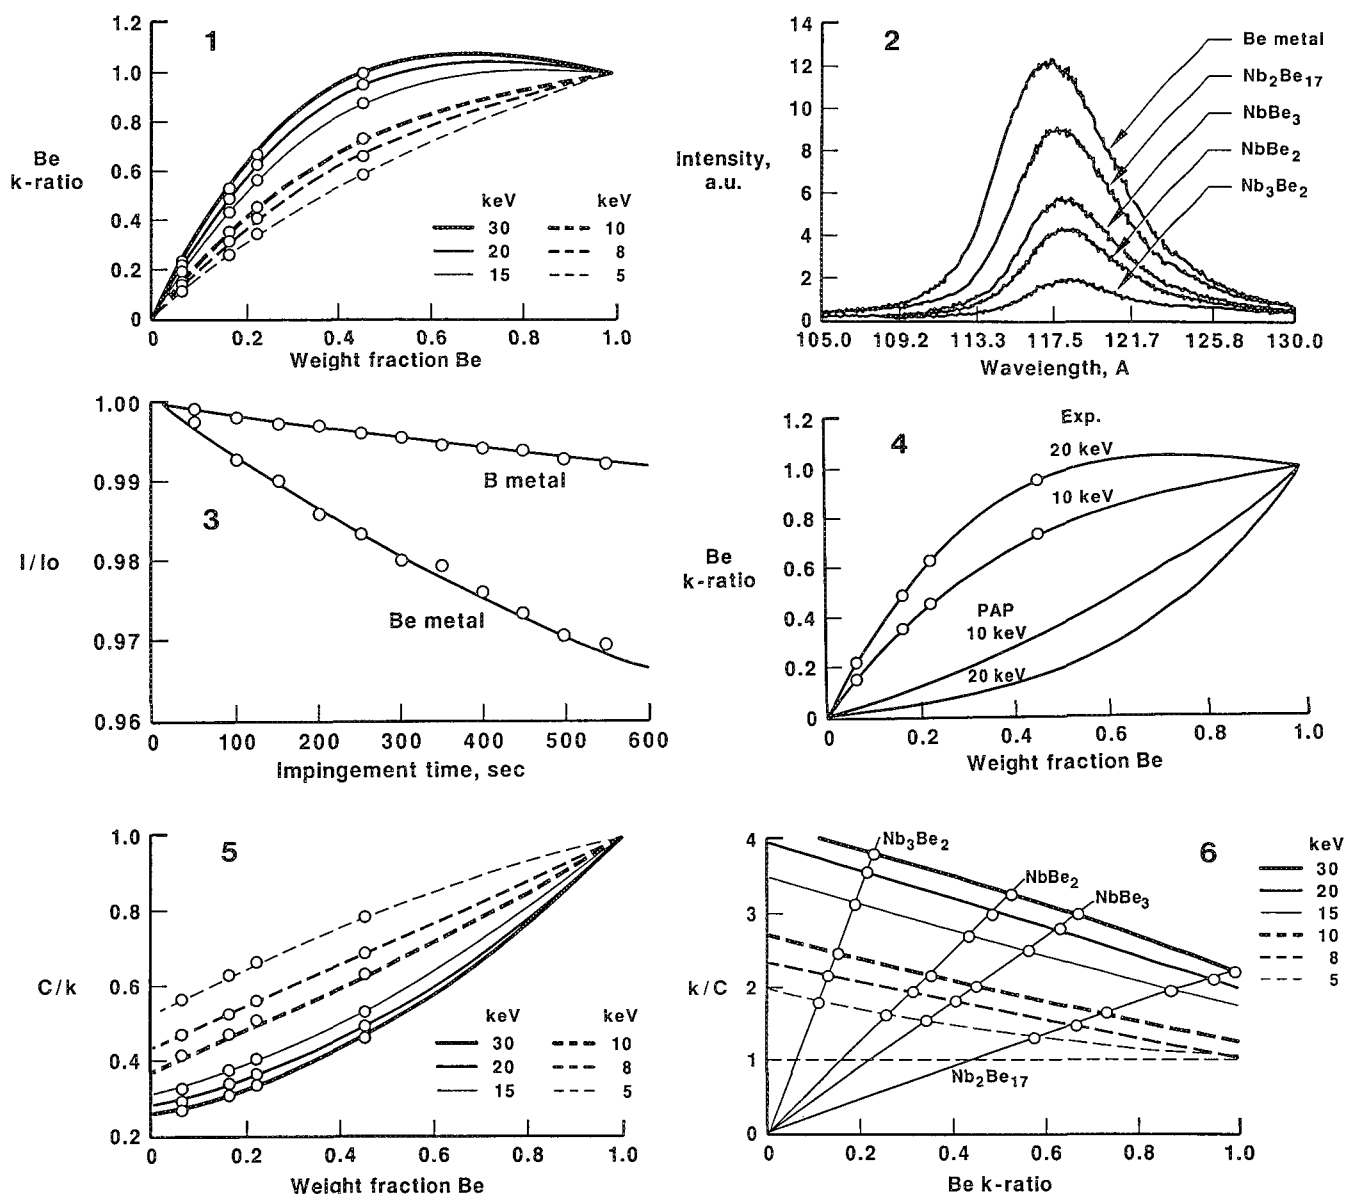 1
1.2
1.0
0.8
0.6
0.4
0.2
0
Be
k-ratio
keV keV
30 10
20 8
15 5
0 0.2 0.4 0.6 0.8 1.0
Weight fraction Be
2
14
12
10
8
6
4
2
0
Intensity,
a.u.
Be metal
Nb2Be17
NbBe3
NbBe2
Nb3Be2
105.0 109.2 113.3 117.5 121.7 125.8 130.0
Wavelength, A
3
1.00
0.99
0.98
0.97
0.96
I/Io
B metal
Be metal
0 100 200 300 400 500 600
Impingement time, sec
4
1.2
1.0
0.8
0.6
0.4
0.2
0
Be
k-ratio
Exp.
20 keV
10 keV
PAP
10 keV
20 keV
0 0.2 0.4 0.6 0.8 1.0
Weight fraction Be
5
1.0
0.8
0.6
0.4
0.2
C/k
keV keV
30 10
20 8
15 5
0 0.2 0.4 0.6 0.8 1.0
Weight fraction Be
6
4
3
2
1
0
k/C
Nb3Be2
NbBe2
NbBe3
Nb2Be17
keV
30
20
15
10
8
5
0 0.2 0.4 0.6 0.8 1.0
Be k-ratio